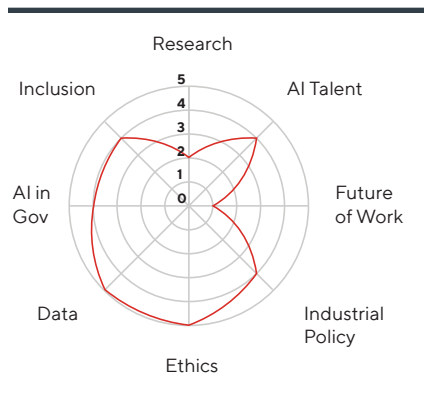 Research
Inclusion
AI Talent
5
4
3
2
1
0
AI in
Gov
Future
of Work
Data
Industrial
Policy
Ethics